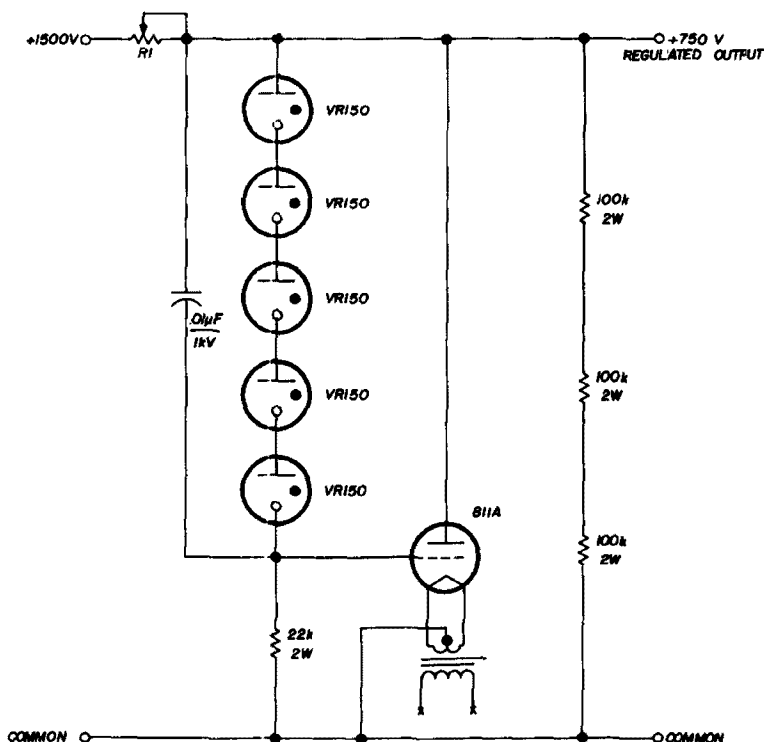 +1500V
R1
+750 V
REGULATED OUTPUT
VR150
VR150
VR150
VR150
VR150
.01µF
1kV
100k
2W
100k
2W
100k
2W
811A
22k
2W
X
X
COMMON
COMMON